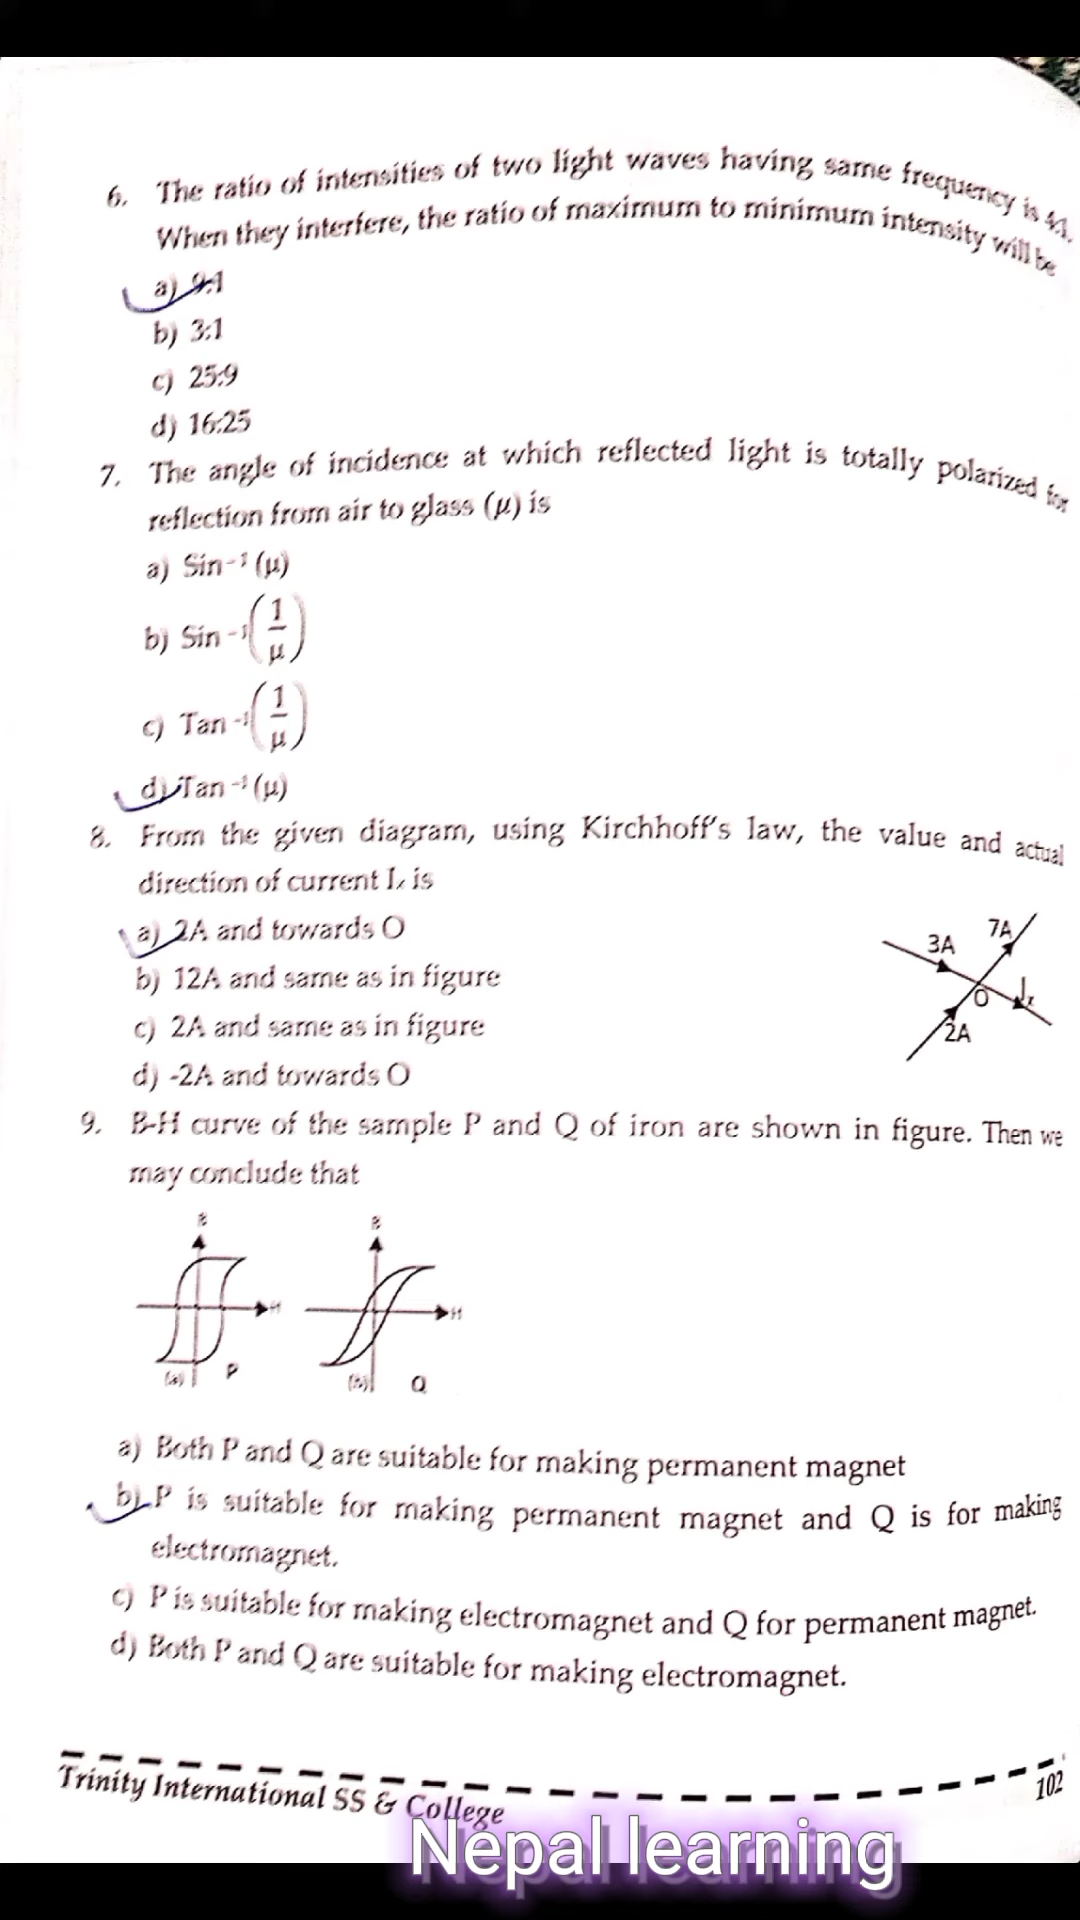 6. The ratio of intensities of two light waves having same frequency is 4:1.
When they interfere, the ratio of maximum to minimum intensity will be
a) 9:1
b) 3:1
c) 25:9
d) 16:25
7. The angle of incidence at which reflected light is totally polarized for
reflection from air to glass (μ) is
a) Sin⁻¹ (μ)
b) Sin⁻¹(1/μ)
c) Tan⁻¹(1/μ)
d) Tan⁻¹ (μ)
8. From the given diagram, using Kirchhoff's law, the value and actual
direction of current Iₓ is
a) 2A and towards O
b) 12A and same as in figure
c) 2A and same as in figure
d) -2A and towards O
3A 7A
O Iₓ
2A
9. B-H curve of the sample P and Q of iron are shown in figure. Then we
may conclude that
B B
H H
(a) P (b) Q
a) Both P and Q are suitable for making permanent magnet
b) P is suitable for making permanent magnet and Q is for making
electromagnet.
c) P is suitable for making electromagnet and Q for permanent magnet.
d) Both P and Q are suitable for making electromagnet.
Trinity International SS & College 102
Nepal learning